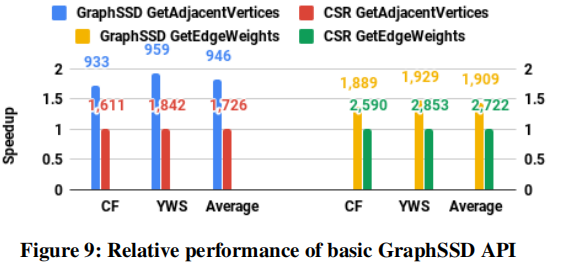 GraphSSD GetAdjacentVertices CSR GetAdjacentVertices
GraphSSD GetEdgeWeights CSR GetEdgeWeights
933 959 946
1,889 1,929 1,909
1,611 1,842 1,726
2,590 2,853 2,722
Speedup
2 2
1.5 1.5
1 1
0.5 0.5
0 0
CF YWS Average CF YWS Average
Figure 9: Relative performance of basic GraphSSD API